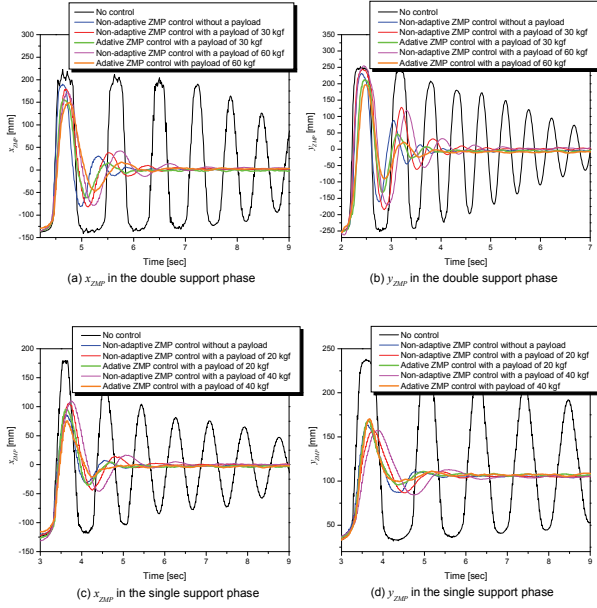 (a)
No control
Non-adaptive ZMP control without a payload
Non-adaptive ZMP control with a payload of 30 kgf
Adative ZMP control with a payload of 30 kgf
Non-adaptive ZMP control with a payload of 60 kgf
Adative ZMP control with payload of 60 kgf
300
250
200
150
100
50
0
-50
-100
-150
x_ZMP [mm]
4 5 6 7 8 9
Time [sec]
(a) x_ZMP in the double support phase
No control
Non-adaptive ZMP control without a payload
Non-adaptive ZMP control with a payload of 30 kgf
Adative ZMP control with a payload of 30 kgf
Non-adaptive ZMP control with a payload of 60 kgf
Adative ZMP control with payload of 60 kgf
350
300
250
200
150
100
50
0
-50
-100
-150
-200
-250
y_ZMP [mm]
2 3 4 5 6 7
Time [sec]
(b) y_ZMP in the double support phase
No control
Non-adaptive ZMP control without a payload
Non-adaptive ZMP control with a payload of 20 kgf
Adative ZMP control with a payload of 20 kgf
Non-adaptive ZMP control with a payload of 40 kgf
Adative ZMP control with payload of 40 kgf
200
150
100
50
0
-50
-100
-150
x_ZMP [mm]
3 4 5 6 7 8 9
Time [sec]
(c) x_ZMP in the single support phase
No control
Non-adaptive ZMP control without a payload
Non-adaptive ZMP control with a payload of 20 kgf
Adative ZMP control with a payload of 20 kgf
Non-adaptive ZMP control with a payload of 40 kgf
Adative ZMP control with payload of 40 kgf
250
200
150
100
50
y_ZMP [mm]
3 4 5 6 7 8 9
Time [sec]
(d) y_ZMP in the single support phase